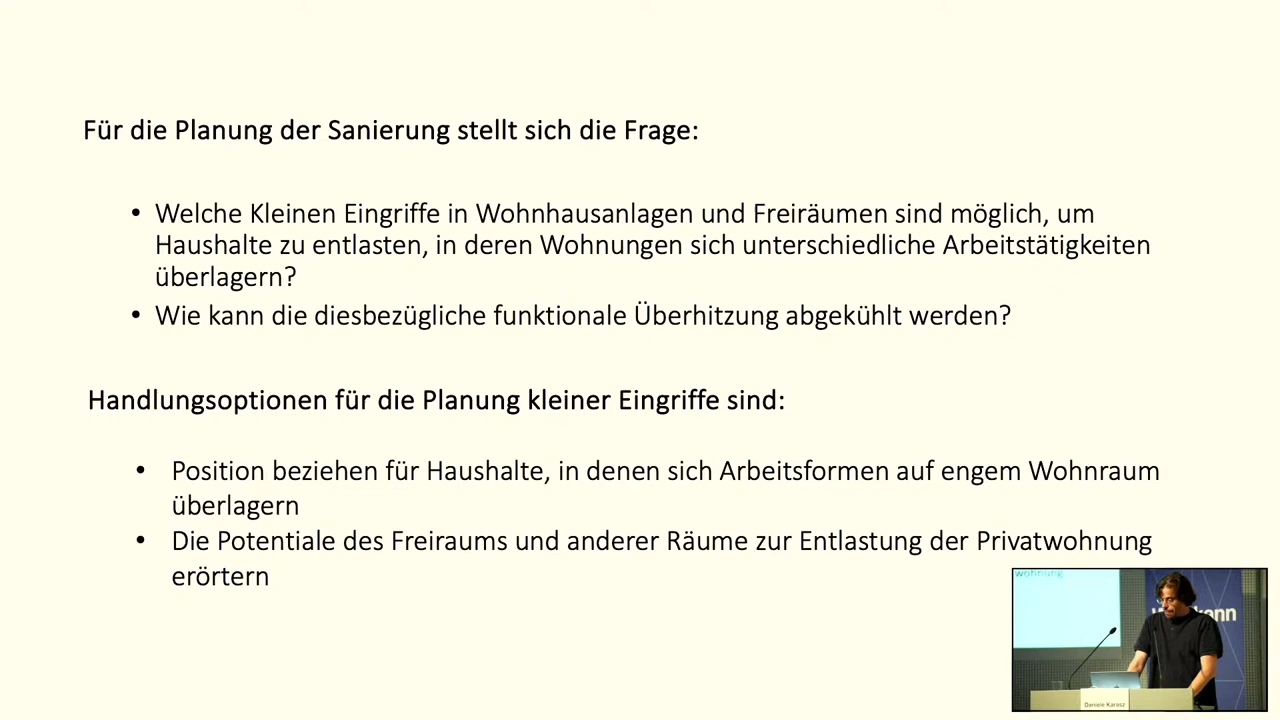 Für die Planung der Sanierung stellt sich die Frage:
• Welche Kleinen Eingriffe in Wohnhausanlagen und Freiräumen sind möglich, um
Haushalte zu entlasten, in deren Wohnungen sich unterschiedliche Arbeitstätigkeiten
überlagern?
• Wie kann die diesbezügliche funktionale Überhitzung abgekühlt werden?
Handlungsoptionen für die Planung kleiner Eingriffe sind:
• Position beziehen für Haushalte, in denen sich Arbeitsformen auf engem Wohnraum
überlagern
• Die Potentiale des Freiraums und anderer Räume zur Entlastung der Privatwohnung
erörtern
wohnung
Daniele Karasz